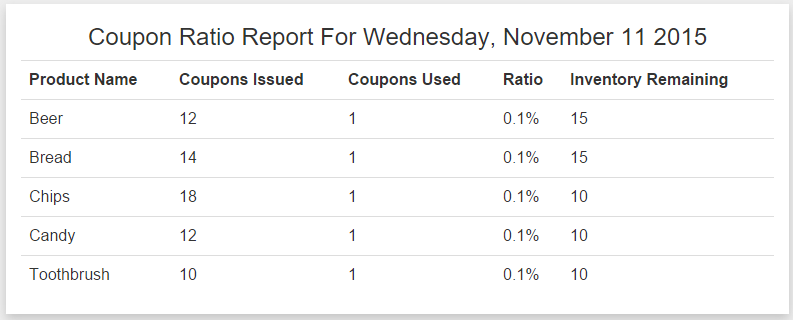 Coupon Ratio Report For Wednesday, November 11 2015
Product Name Coupons Issued Coupons Used Ratio Inventory Remaining
Beer 12 1 0.1% 15
Bread 14 1 0.1% 15
Chips 18 1 0.1% 10
Candy 12 1 0.1% 10
Toothbrush 10 1 0.1% 10